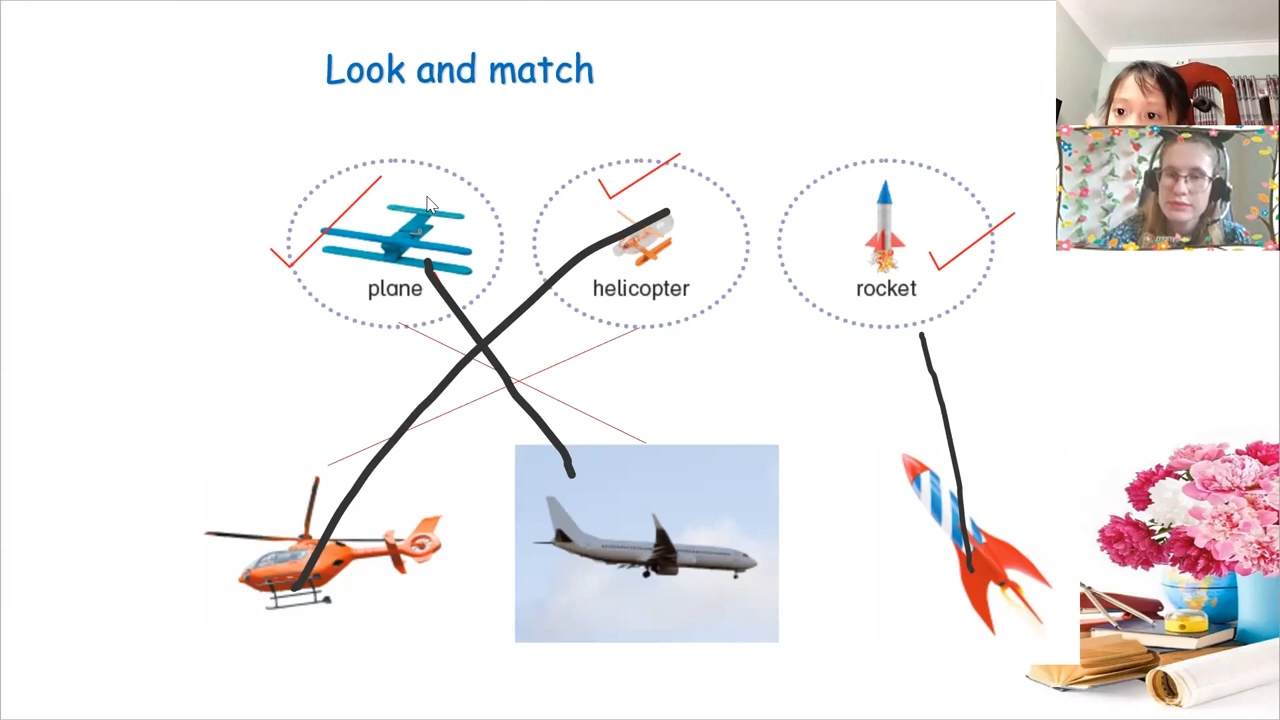 Look and match
plane
helicopter
rocket